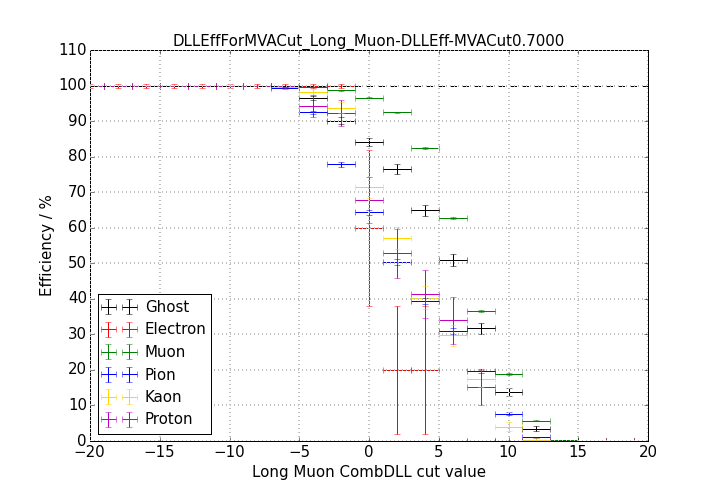 DLLEffForMVACut_Long_Muon-DLLEff-MVACut0.7000
110
100
90
80
70
60
50
40
30
20
10
0
Efficiency / %
Ghost
Electron
Muon
Pion
Kaon
Proton
−20 −15 −10 −5 0 5 10 15 20
Long Muon CombDLL cut value